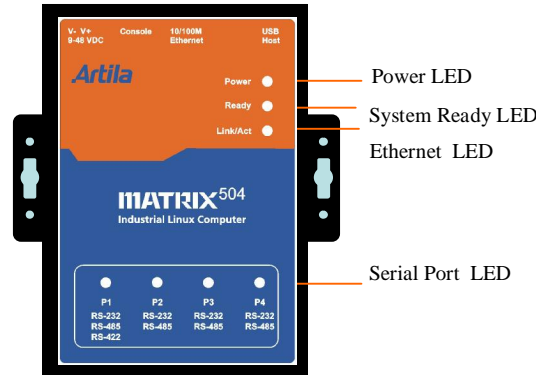 V- V+ Console 10/100M USB
9-48 VDC Ethernet Host
Artila
Power
Ready
Link/Act
Power LED
System Ready LED
Ethernet LED
MATRIX504
Industrial Linux Computer
Serial Port LED
P1 P2 P3 P4
RS-232 RS-232 RS-232 RS-232
RS-485 RS-485 RS-485 RS-485
RS-422